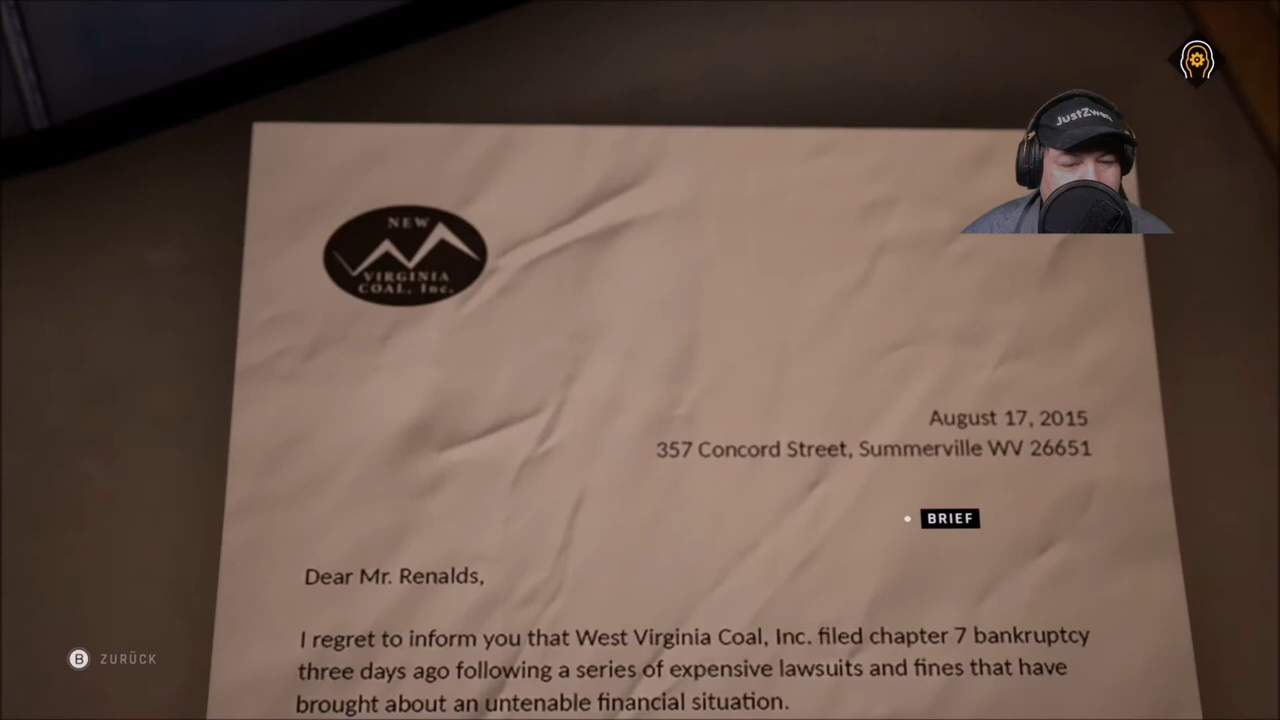 JustZwen
NEW
VIRGINIA
COAL, Inc.
August 17, 2015
357 Concord Street, Summerville WV 26651
BRIEF
Dear Mr. Renalds,
I regret to inform you that West Virginia Coal, Inc. filed chapter 7 bankruptcy
three days ago following a series of expensive lawsuits and fines that have
brought about an untenable financial situation.
B ZURÜCK